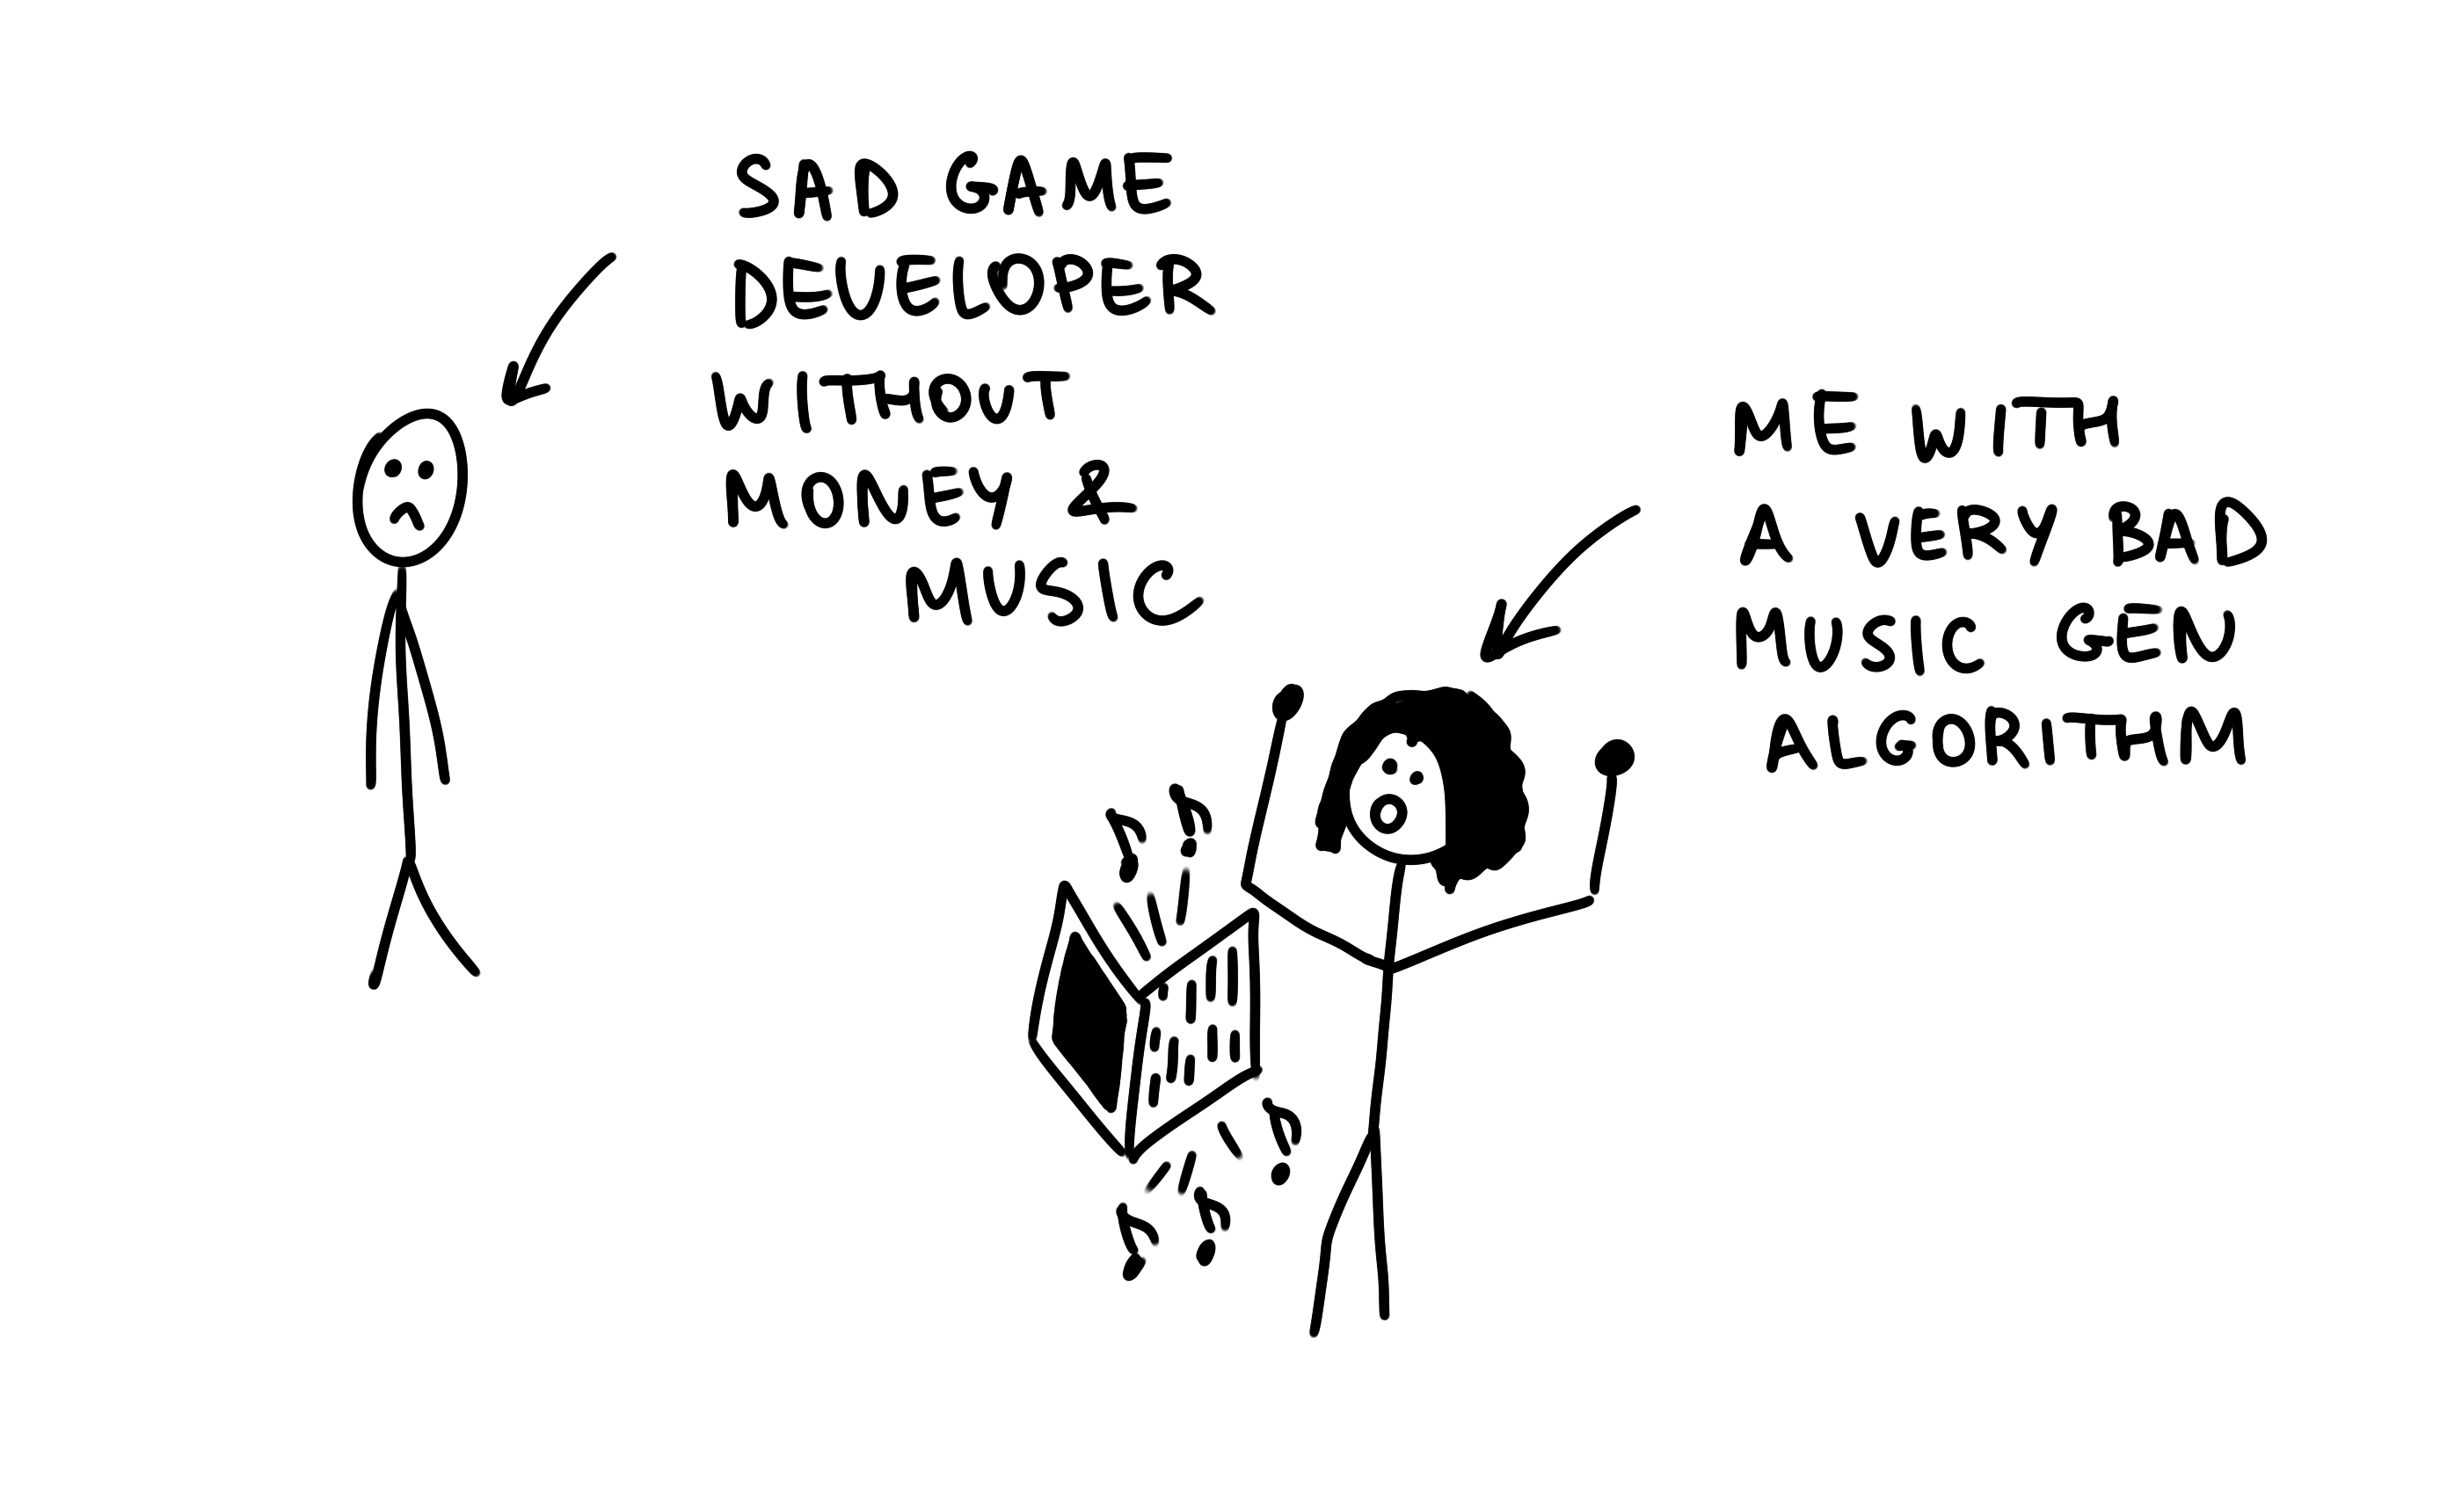 SAD GAME
DEVELOPER
WITHOUT
MONEY &
MUSIC
ME WITH
A VERY BAD
MUSIC GEN
ALGORITHM